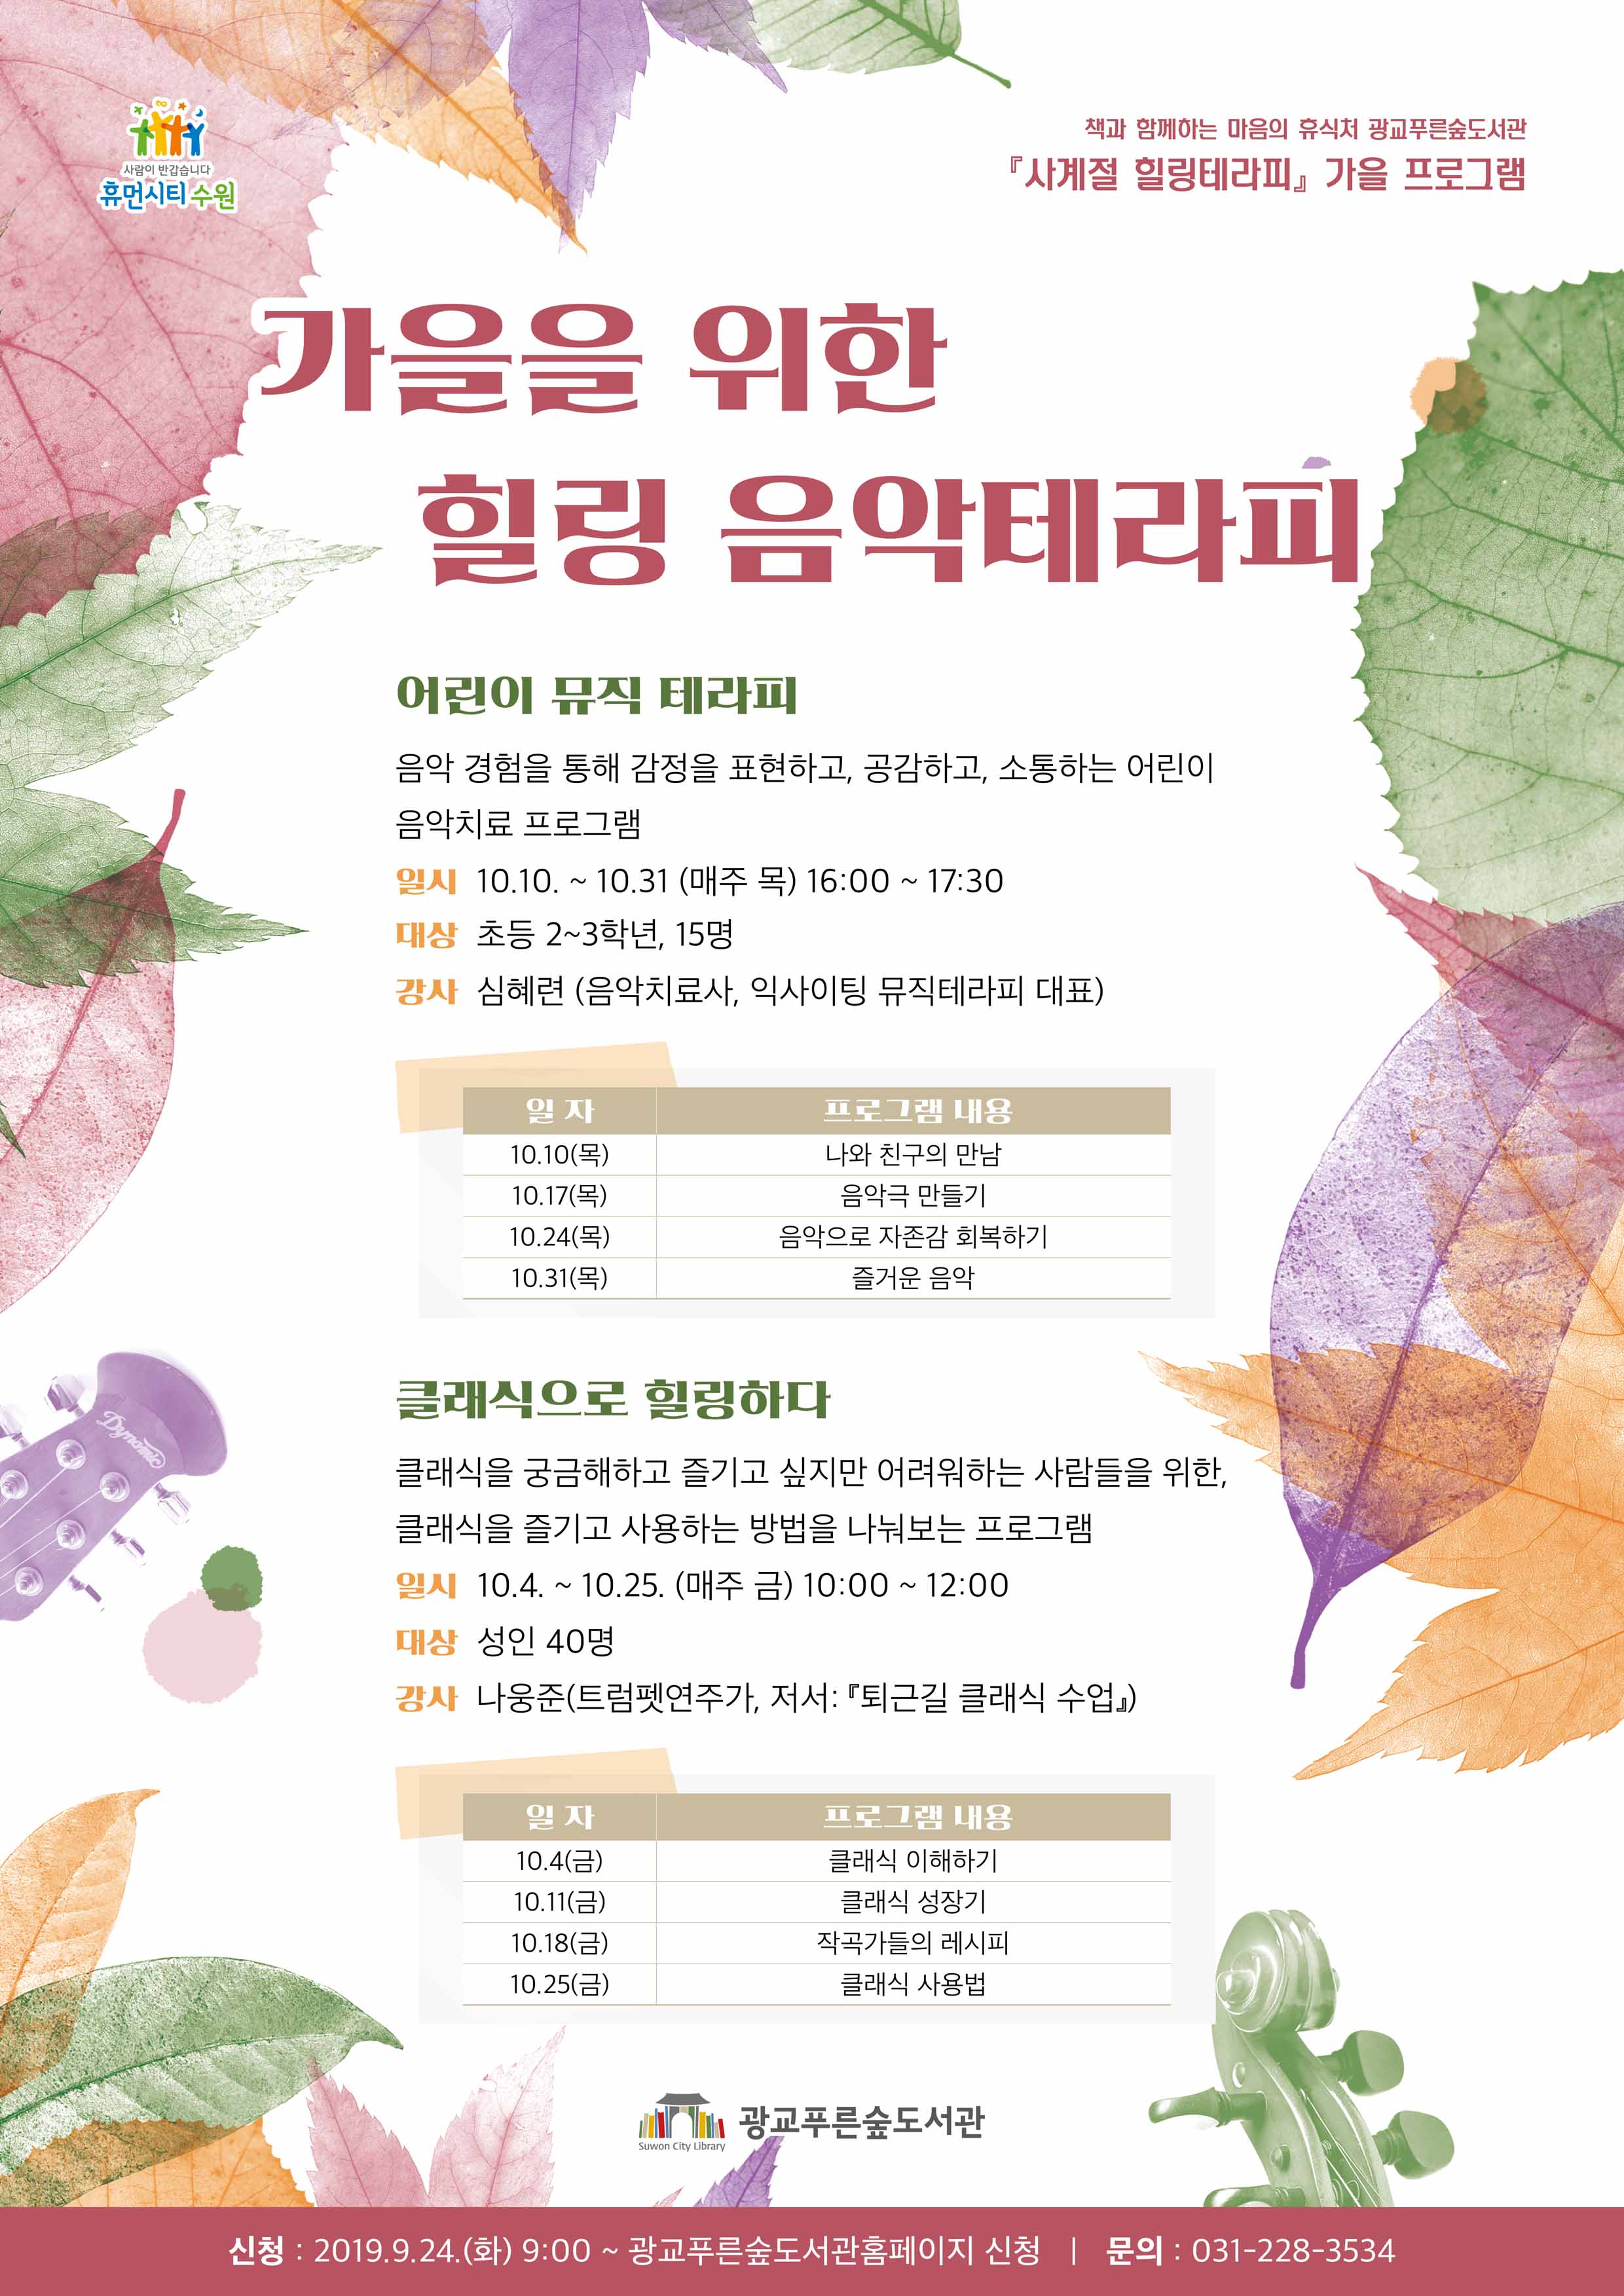 사람이 반갑습니다
휴먼시티 수원
책과 함께하는 마음의 휴식처 광교푸른숲도서관
『사계절 힐링테라피』 가을 프로그램
가을을 위한
힐링 음악테라피
어린이 뮤직 테라피
음악 경험을 통해 감정을 표현하고, 공감하고, 소통하는 어린이
음악치료 프로그램
일시 10.10. ~ 10.31 (매주 목) 16:00 ~ 17:30
대상 초등 2~3학년, 15명
강사 심혜련 (음악치료사, 익사이팅 뮤직테라피 대표)
일 자 프로그램 내용
10.10(목) 나와 친구의 만남
10.17(목) 음악극 만들기
10.24(목) 음악으로 자존감 회복하기
10.31(목) 즐거운 음악
Dynamic
클래식으로 힐링하다
클래식을 궁금해하고 즐기고 싶지만 어려워하는 사람들을 위한,
클래식을 즐기고 사용하는 방법을 나눠보는 프로그램
일시 10.4. ~ 10.25. (매주 금) 10:00 ~ 12:00
대상 성인 40명
강사 나웅준(트럼펫연주가, 저서:『퇴근길 클래식 수업』)
일 자 프로그램 내용
10.4(금) 클래식 이해하기
10.11(금) 클래식 성장기
10.18(금) 작곡가들의 레시피
10.25(금) 클래식 사용법
Suwon City Library
광교푸른숲도서관
신청 : 2019.9.24.(화) 9:00 ~ 광교푸른숲도서관홈페이지 신청 | 문의 : 031-228-3534